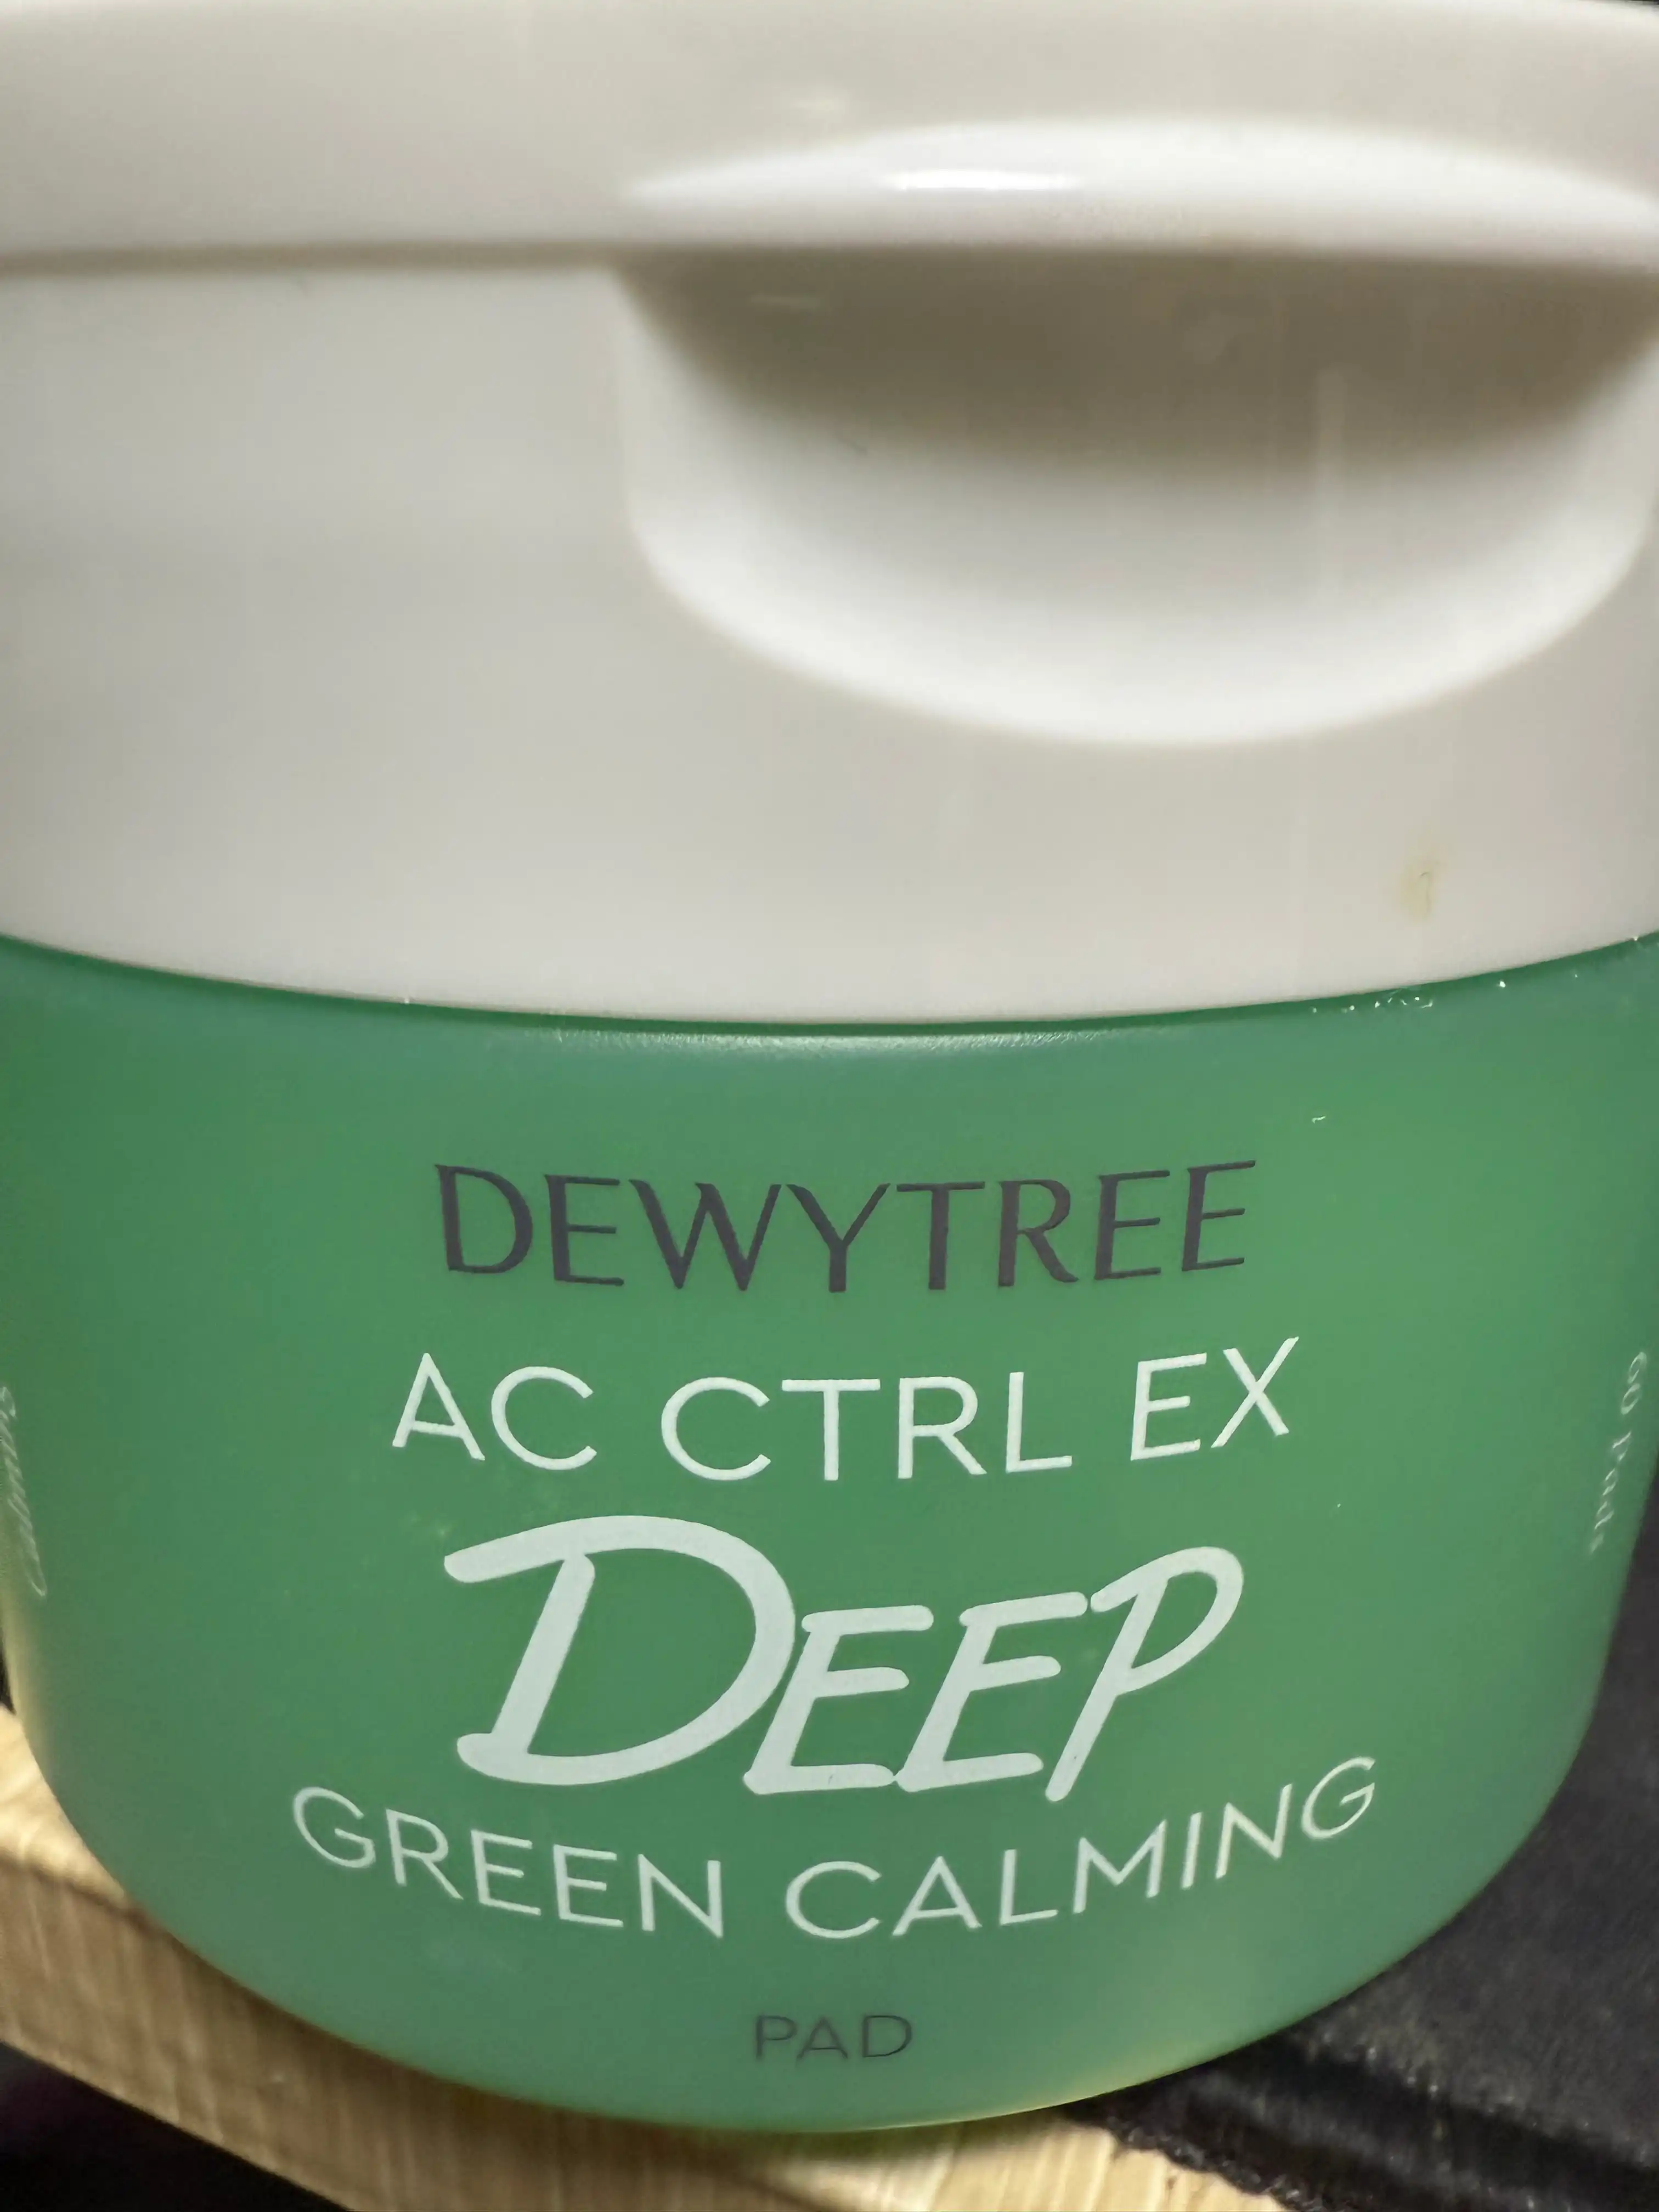 DEWYTREE
AC CTRL EX
DEEP
GREEN CALMING
PAD